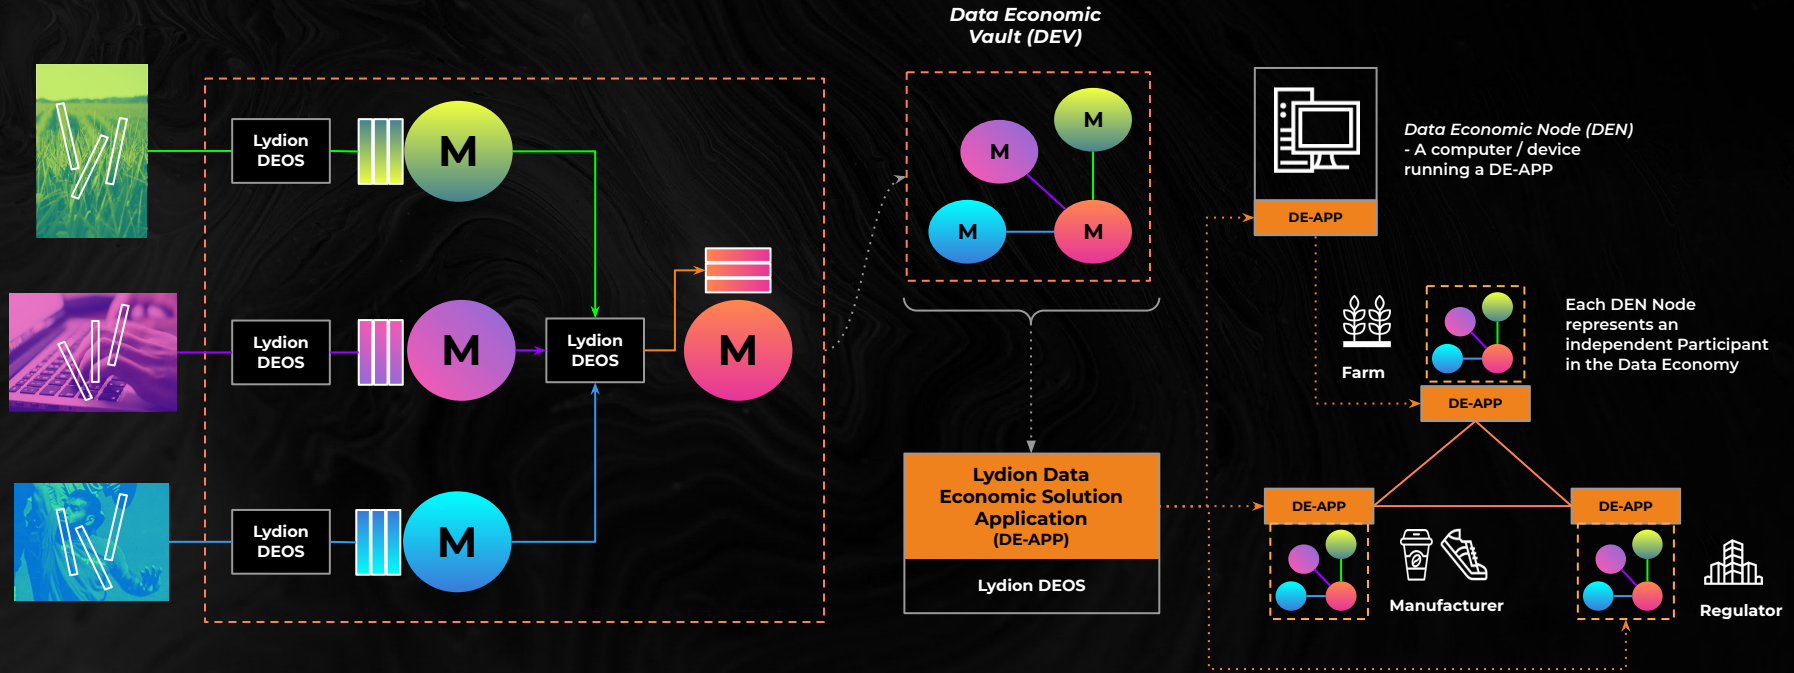 Data Economic
Vault (DEV)
Lydion
DEOS
M
Lydion
DEOS
M
Lydion
DEOS
M
Lydion
DEOS
M
M
M
M
M
Lydion Data
Economic Solution
Application
(DE-APP)
Lydion DEOS
DE-APP
Data Economic Node (DEN)
- A computer / device
running a DE-APP
Farm
DE-APP
Each DEN Node
represents an
independent Participant
in the Data Economy
DE-APP
Manufacturer
DE-APP
Regulator